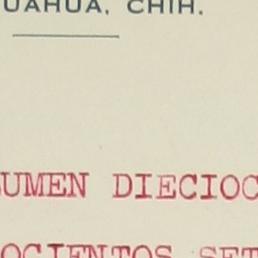 UAHUA, CHIH.
UMEN DIECIOC
OCIENTOS SET